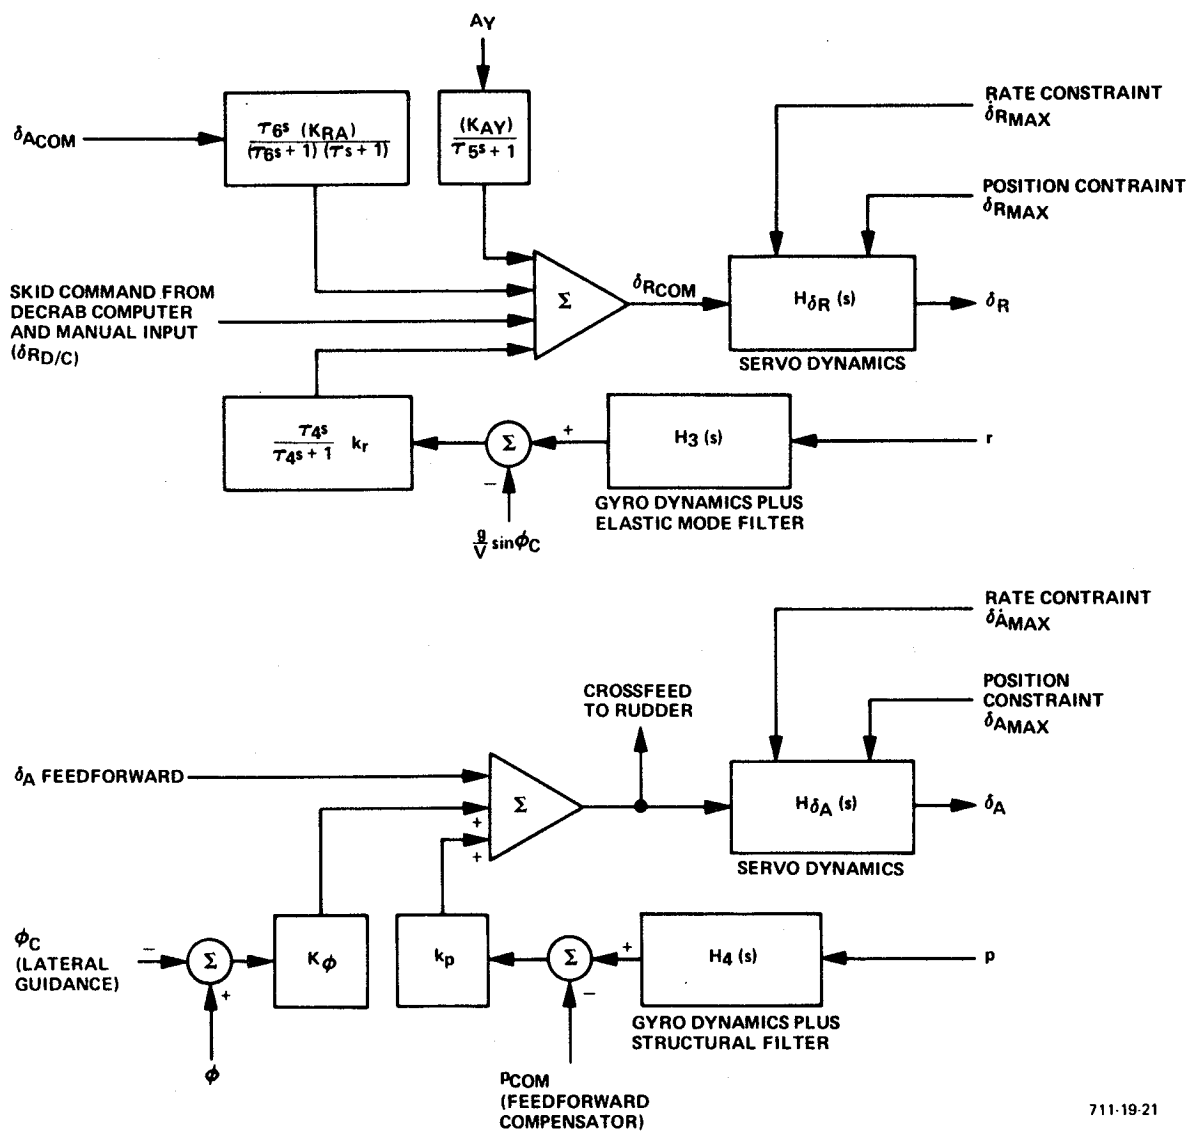 AY
δACOM
τ6s (KRA)
(τ6s + 1) (τs + 1)
(KAY)
τ5s + 1
RATE CONSTRAINT
δ̇RMAX
POSITION CONTRAINT
δRMAX
SKID COMMAND FROM
DECRAB COMPUTER
AND MANUAL INPUT
(δRD/C)
Σ
δRCOM
HδR (s)
δR
SERVO DYNAMICS
τ4s
τ4s + 1
kr
Σ
+
−
H3 (s)
r
GYRO DYNAMICS PLUS
ELASTIC MODE FILTER
g
V
sinϕC
RATE CONTRAINT
δȦMAX
POSITION
CONSTRAINT
δAMAX
CROSSFEED
TO RUDDER
δA FEEDFORWARD
Σ
+
+
HδA (s)
δA
SERVO DYNAMICS
ϕC
(LATERAL
GUIDANCE)
−
Σ
+
Kϕ
kp
Σ
+
−
H4 (s)
p
GYRO DYNAMICS PLUS
STRUCTURAL FILTER
ϕ
PCOM
(FEEDFORWARD
COMPENSATOR)
711-19-21